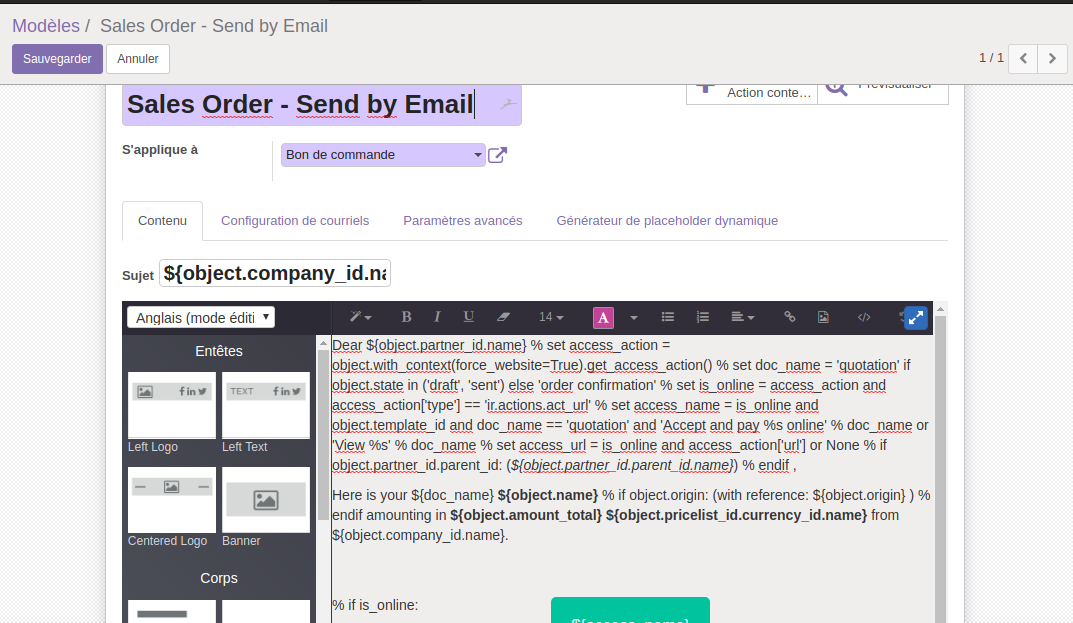 Modèles / Sales Order - Send by Email
Sauvegarder Annuler
1 / 1
Sales Order - Send by Email
Action conte...
Prévisualiser
S'applique à
Bon de commande
Contenu Configuration de courriels Paramètres avancés Générateur de placeholder dynamique
Sujet ${object.company_id.na
Anglais (mode éditi
B I U 14 A
Entêtes
TEXT
Left Logo Left Text
Centered Logo Banner
Corps
Dear ${object.partner_id.name} % set access_action =
object.with_context(force_website=True).get_access_action() % set doc_name = 'quotation' if
object.state in ('draft', 'sent') else 'order confirmation' % set is_online = access_action and
access_action['type'] == 'ir.actions.act_url' % set access_name = is_online and
object.template_id and doc_name == 'quotation' and 'Accept and pay %s online' % doc_name or
'View %s' % doc_name % set access_url = is_online and access_action['url'] or None % if
object.partner_id.parent_id: (${object.partner_id.parent_id.name}) % endif ,
Here is your ${doc_name} ${object.name} % if object.origin: (with reference: ${object.origin} ) %
endif amounting in ${object.amount_total} ${object.pricelist_id.currency_id.name} from
${object.company_id.name}.
% if is_online:
${access_name}